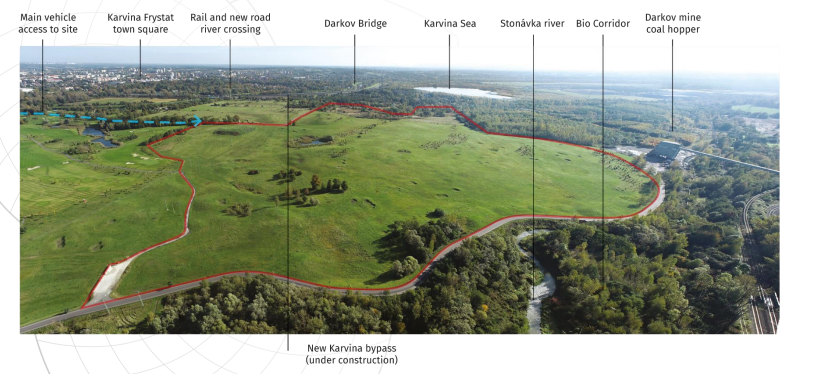 Main vehicle
access to site
Karvina Frystat
town square
Rail and new road
river crossing
Darkov Bridge
Karvina Sea
Stonávka river
Bio Corridor
Darkov mine
coal hopper
New Karvina bypass
(under construction)